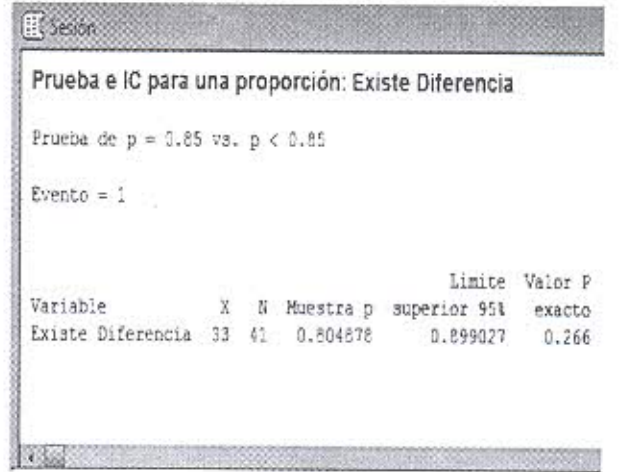 Sesión
Prueba e IC para una proporción: Existe Diferencia
Prueba de p = 0.85 vs. p < 0.85
Evento = 1
Limite Valor P
Variable X N Muestra p superior 95% exacto
Existe Diferencia 33 41 0.804878 0.899027 0.266